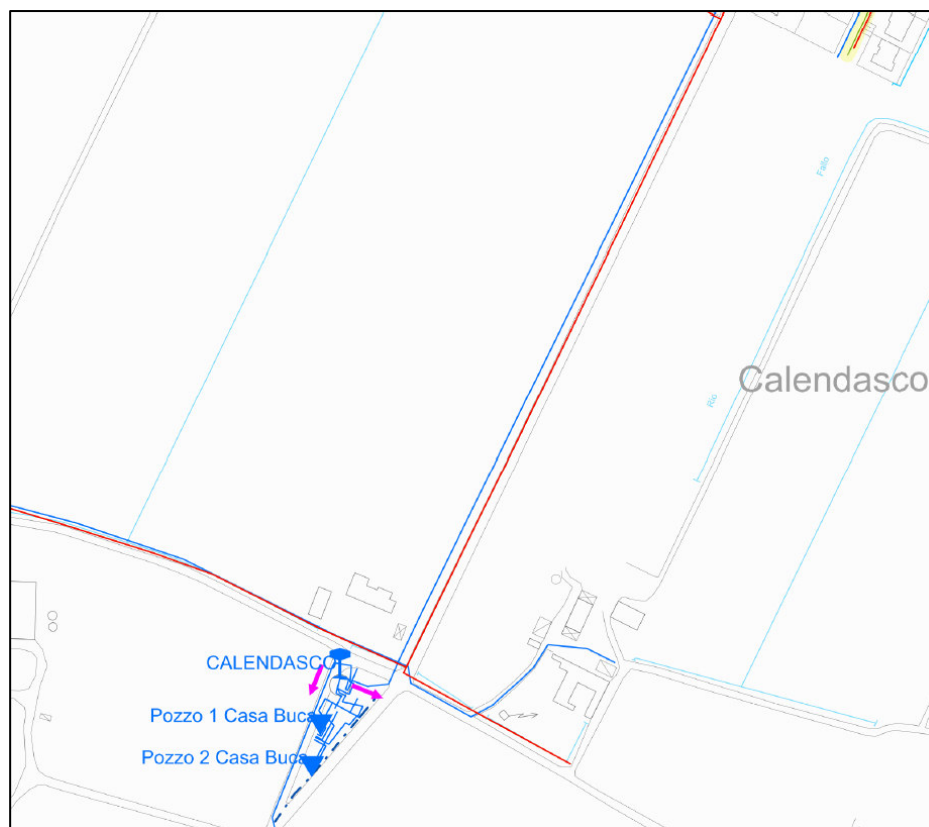 Fallo
Calendasco
Rio
CALENDASCO
Pozzo 1 Casa Buca
Pozzo 2 Casa Buca